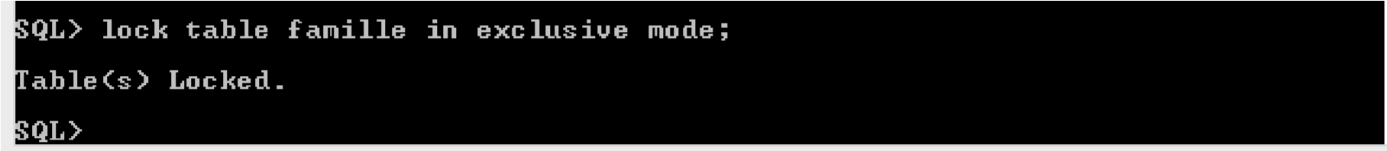 SQL> lock table famille in exclusive mode;
Table(s) Locked.
SQL>